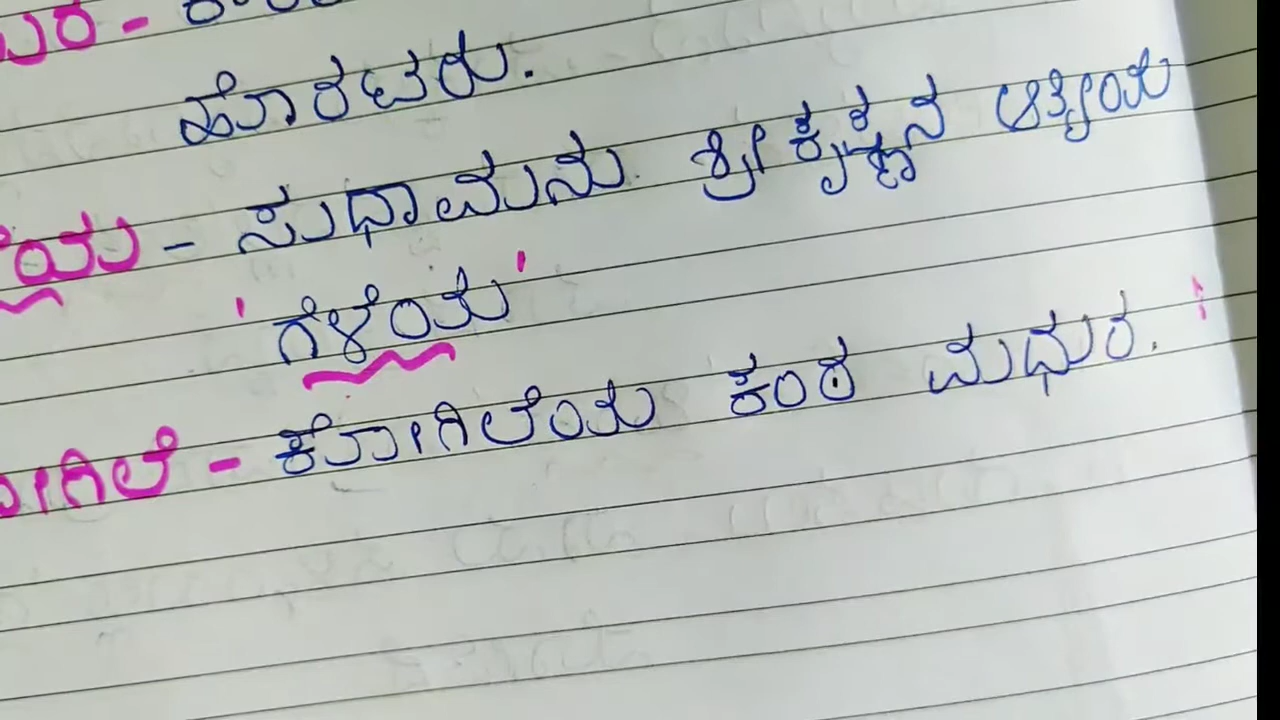 ಹೊರಟರು.
ಸುಧಾಮನು ಶ್ರೀಕೃಷ್ಣನ ಆತ್ಮೀಯ
'ಗೆಳೆಯ'
ಕೋಗಿಲೆಯ ಕಂಠ ಮಧುರ.